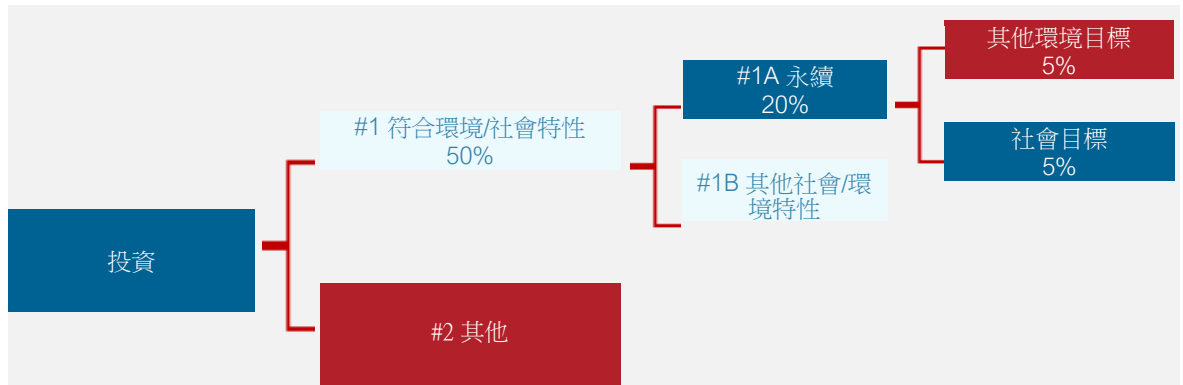 投資
#1 符合環境/社會特性
50%
#2 其他
#1A 永續
20%
#1B 其他社會/環
境特性
其他環境目標
5%
社會目標
5%